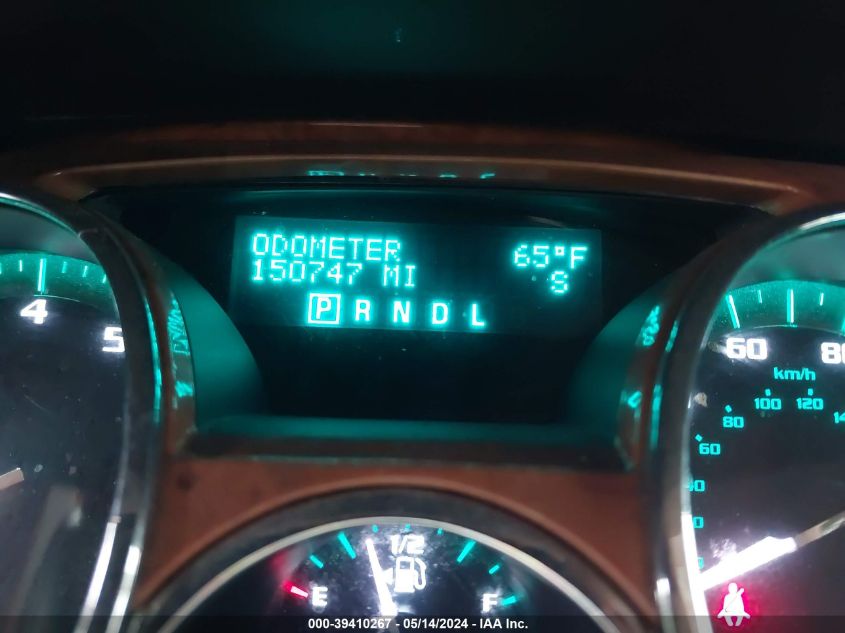 ODOMETER 65°F
150747 MI S
P R N D L
4 5
60
km/h
60 80 100 120
1/2
E F
000-39410267 - 05/14/2024 - IAA Inc.